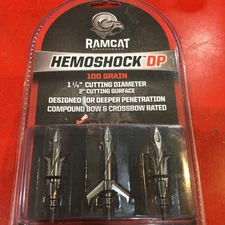 RAMCAT
HEMOSHOCK DP
100 GRAIN
1 1/4" CUTTING DIAMETER
2" CUTTING SURFACE
DESIGNED FOR DEEPER PENETRATION
COMPOUND BOW & CROSSBOW RATED